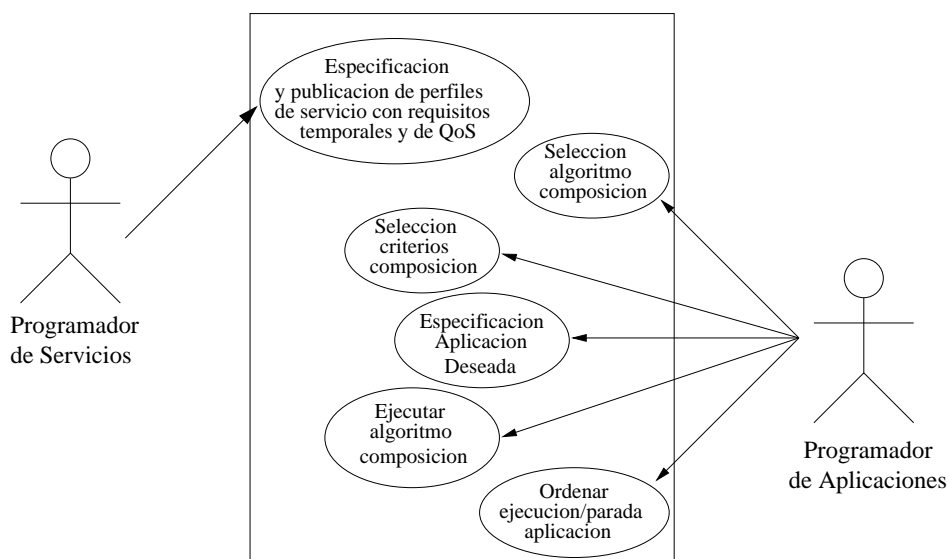 Especificacion
y publicacion de perfiles
de servicio con requisitos
temporales y de QoS
Seleccion
algoritmo
composicion
Seleccion
criterios
composicion
Programador
de Servicios
Especificacion
Aplicacion
Deseada
Ejecutar
algoritmo
composicion
Programador
de Aplicaciones
Ordenar
ejecucion/parada
aplicacion